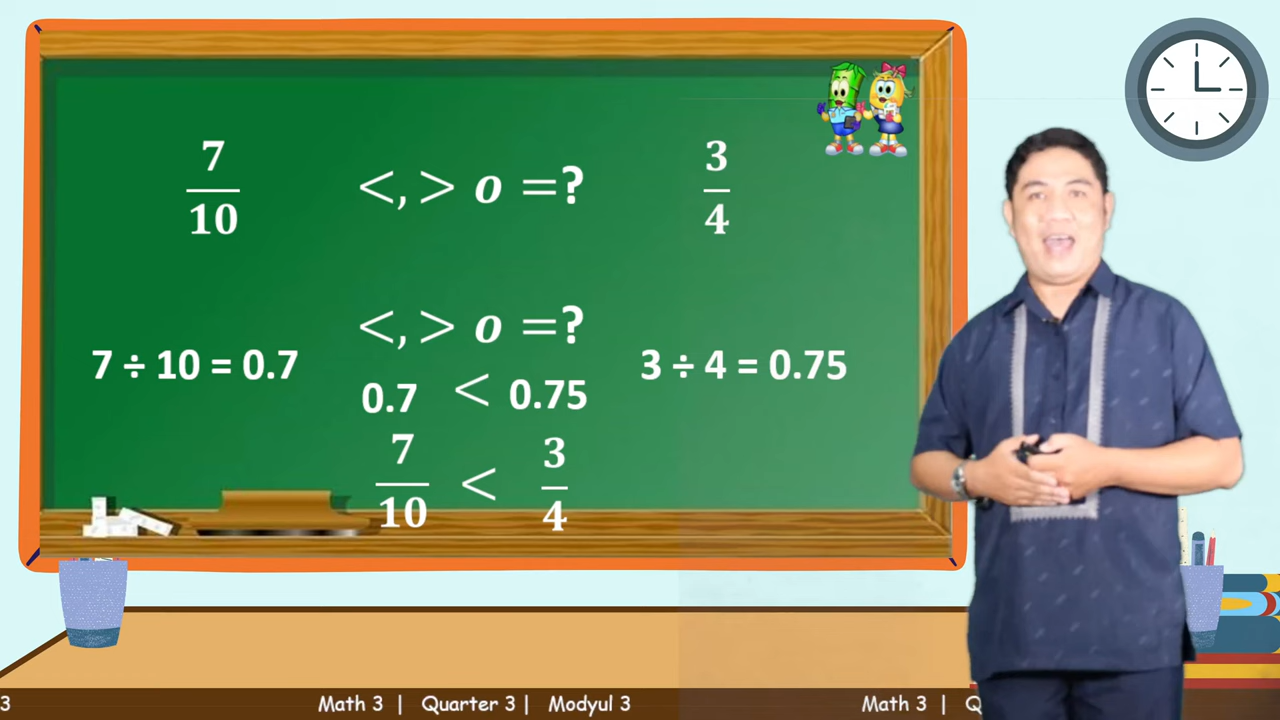 7/10 <, > o =? 3/4
<, > o =?
7 ÷ 10 = 0.7
3 ÷ 4 = 0.75
0.7 < 0.75
7/10 < 3/4
3
Math 3 | Quarter 3 | Modyul 3
Math 3 | Q